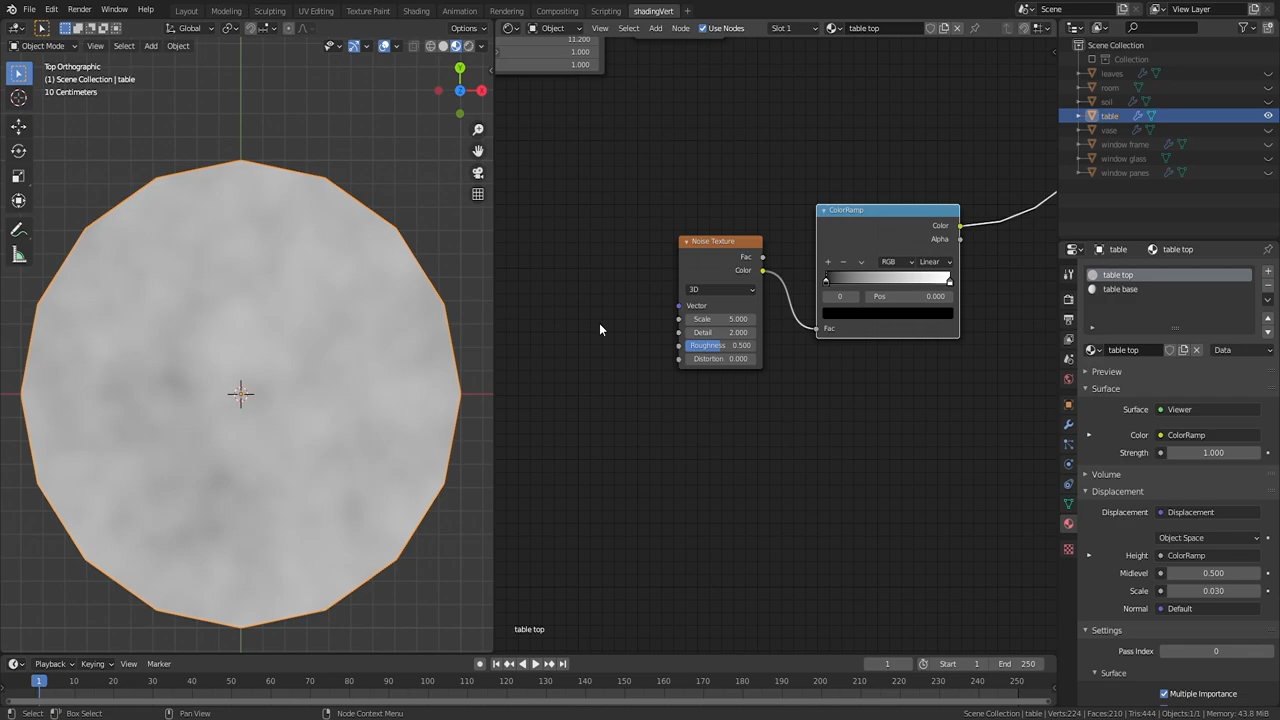 File Edit Render Window Help Layout Modeling Sculpting UV Editing Texture Paint Shading Animation Rendering Compositing Scripting shadingVert + Scene View Layer
Global Options Object View Select Add Node Use Nodes Slot 1 table top
Object Mode View Select Add Object
Top Orthographic
(1) Scene Collection | table
10 Centimeters
Y
Z
X
11.200
1.000
1.000
Noise Texture
Fac
Color
3D
Vector
Scale 5.000
Detail 2.000
Roughness 0.500
Distortion 0.000
ColorRamp
Color
Alpha
RGB Linear
0 Pos 0.000
Fac
table top
Scene Collection
Collection
leaves
room
soil
table
vase
window frame
window glass
window panes
table table top
table top
table base
table top Data
Preview
Surface
Surface Viewer
Color ColorRamp
Strength 1.000
Volume
Displacement
Displacement Displacement
Object Space
Height ColorRamp
Midlevel 0.500
Scale 0.030
Normal Default
Settings
Pass Index 0
Surface
Multiple Importance
Playback Keying View Marker 1 Start 1 End 250
1 10 20 30 40 50 60 70 80 90 100 110 120 130 140 150 160 170 180 190 200 210 220 230 240 250
Select Box Select Pan View Node Context Menu Scene Collection | table | Verts:224 | Faces:210 | Tris:444 | Objects:1/1 | Memory: 43.8 MiB